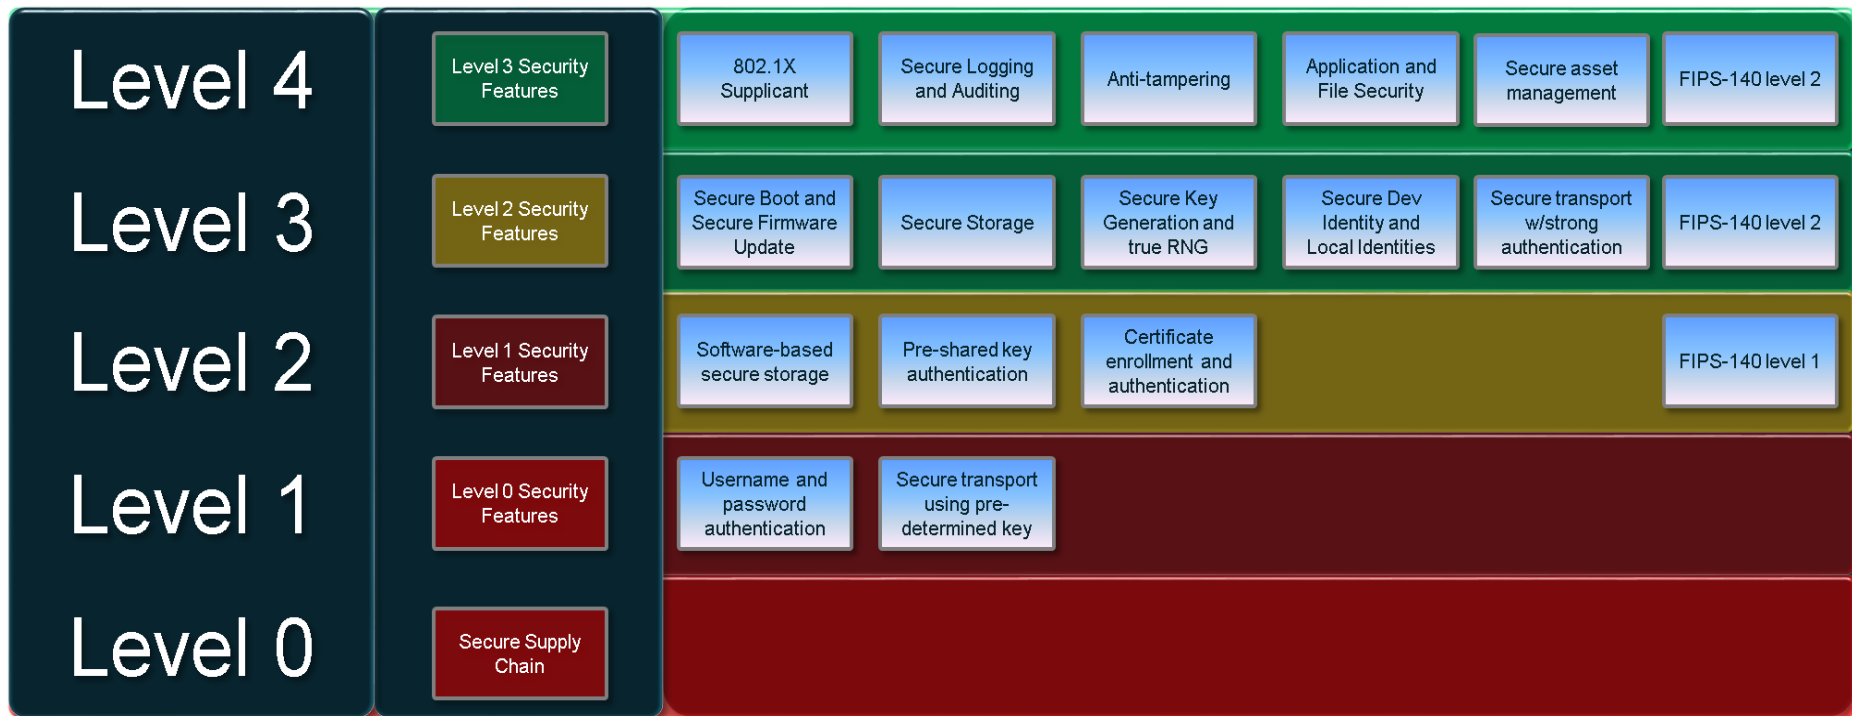 Level 4
Level 3 Security
Features
802.1X
Supplicant
Secure Logging
and Auditing
Anti-tampering
Application and
File Security
Secure asset
management
FIPS-140 level 2
Level 3
Level 2 Security
Features
Secure Boot and
Secure Firmware
Update
Secure Storage
Secure Key
Generation and
true RNG
Secure Dev
Identity and
Local Identities
Secure transport
w/strong
authentication
FIPS-140 level 2
Level 2
Level 1 Security
Features
Software-based
secure storage
Pre-shared key
authentication
Certificate
enrollment and
authentication
FIPS-140 level 1
Level 1
Level 0 Security
Features
Username and
password
authentication
Secure transport
using pre-
determined key
Level 0
Secure Supply
Chain